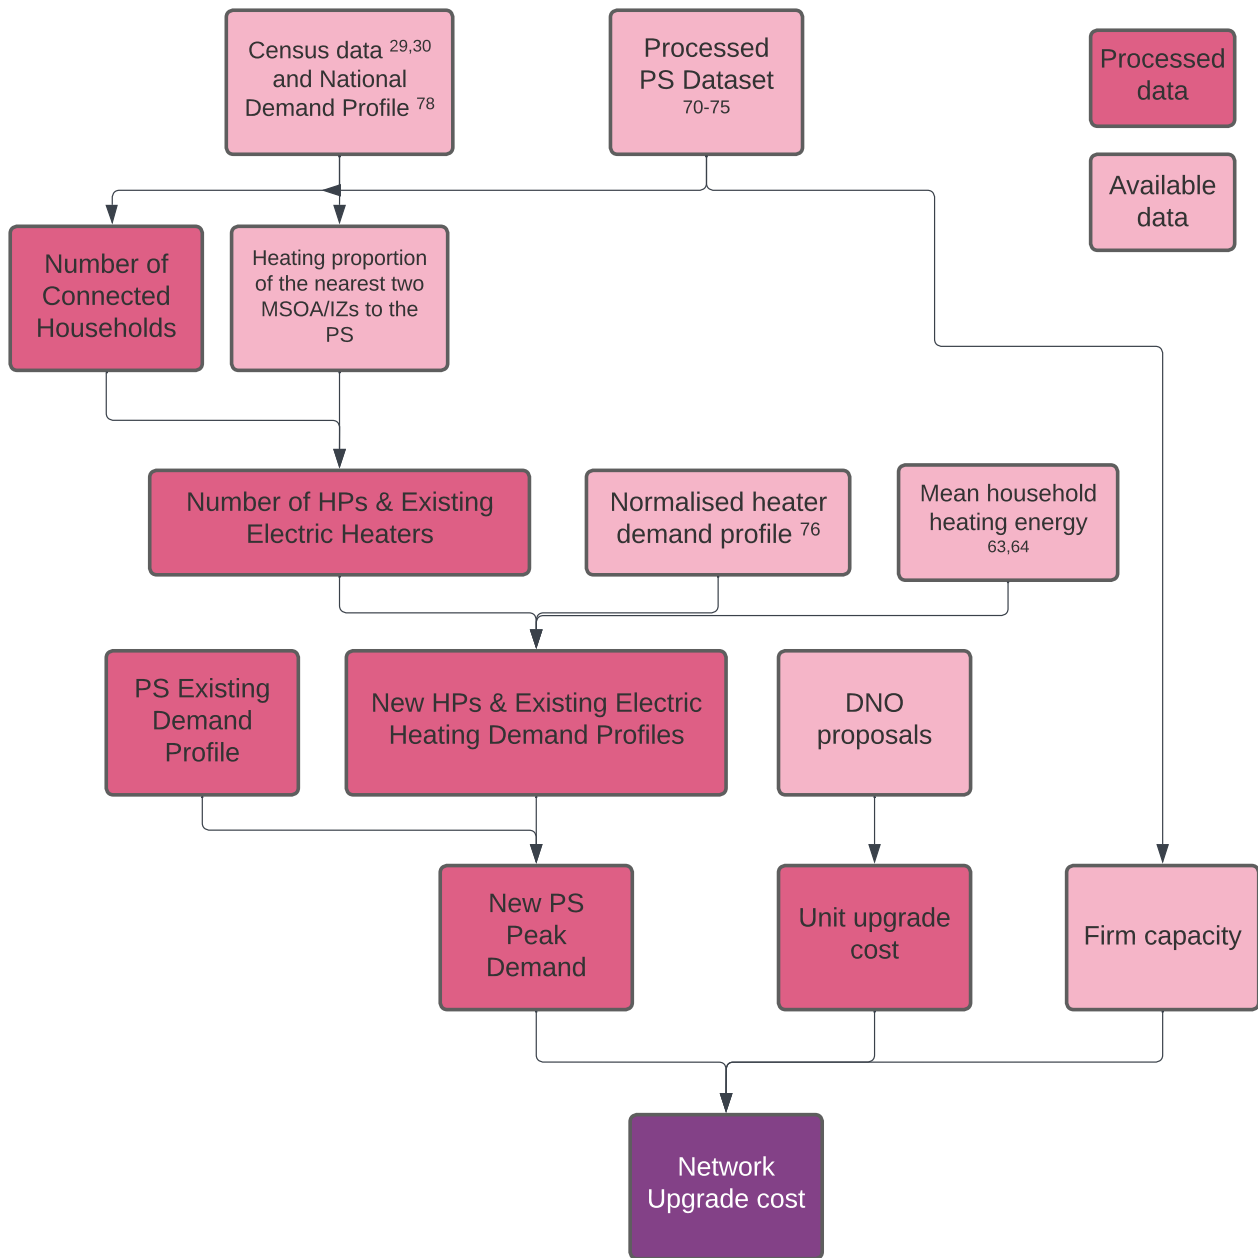 Census data 29,30
and National
Demand Profile 78
Processed
PS Dataset
70-75
Processed
data
Available
data
Number of
Connected
Households
Heating proportion
of the nearest two
MSOA/IZs to the
PS
Number of HPs & Existing
Electric Heaters
Normalised heater
demand profile 76
Mean household
heating energy
63,64
PS Existing
Demand
Profile
New HPs & Existing Electric
Heating Demand Profiles
DNO
proposals
New PS
Peak
Demand
Unit upgrade
cost
Firm capacity
Network
Upgrade cost